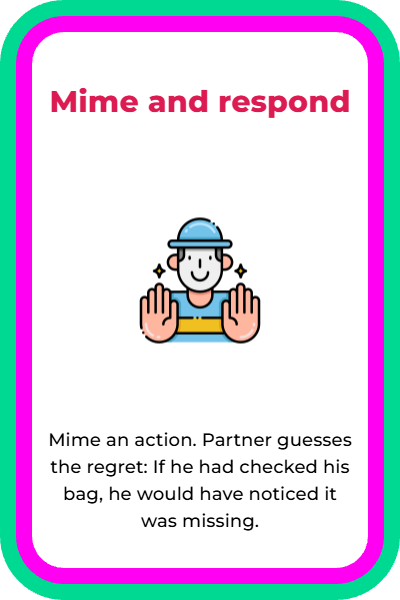 Mime and respond
Mime an action. Partner guesses
the regret: If he had checked his
bag, he would have noticed it
was missing.